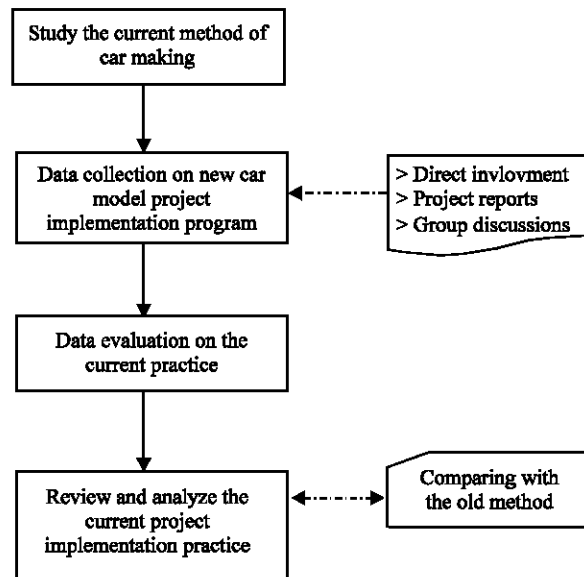 Study the current method of
car making
Data collection on new car
model project
implementation program
> Direct invlovment
> Project reports
> Group discussions
Data evaluation on the
current practice
Review and analyze the
current project
implementation practice
Comparing with
the old method